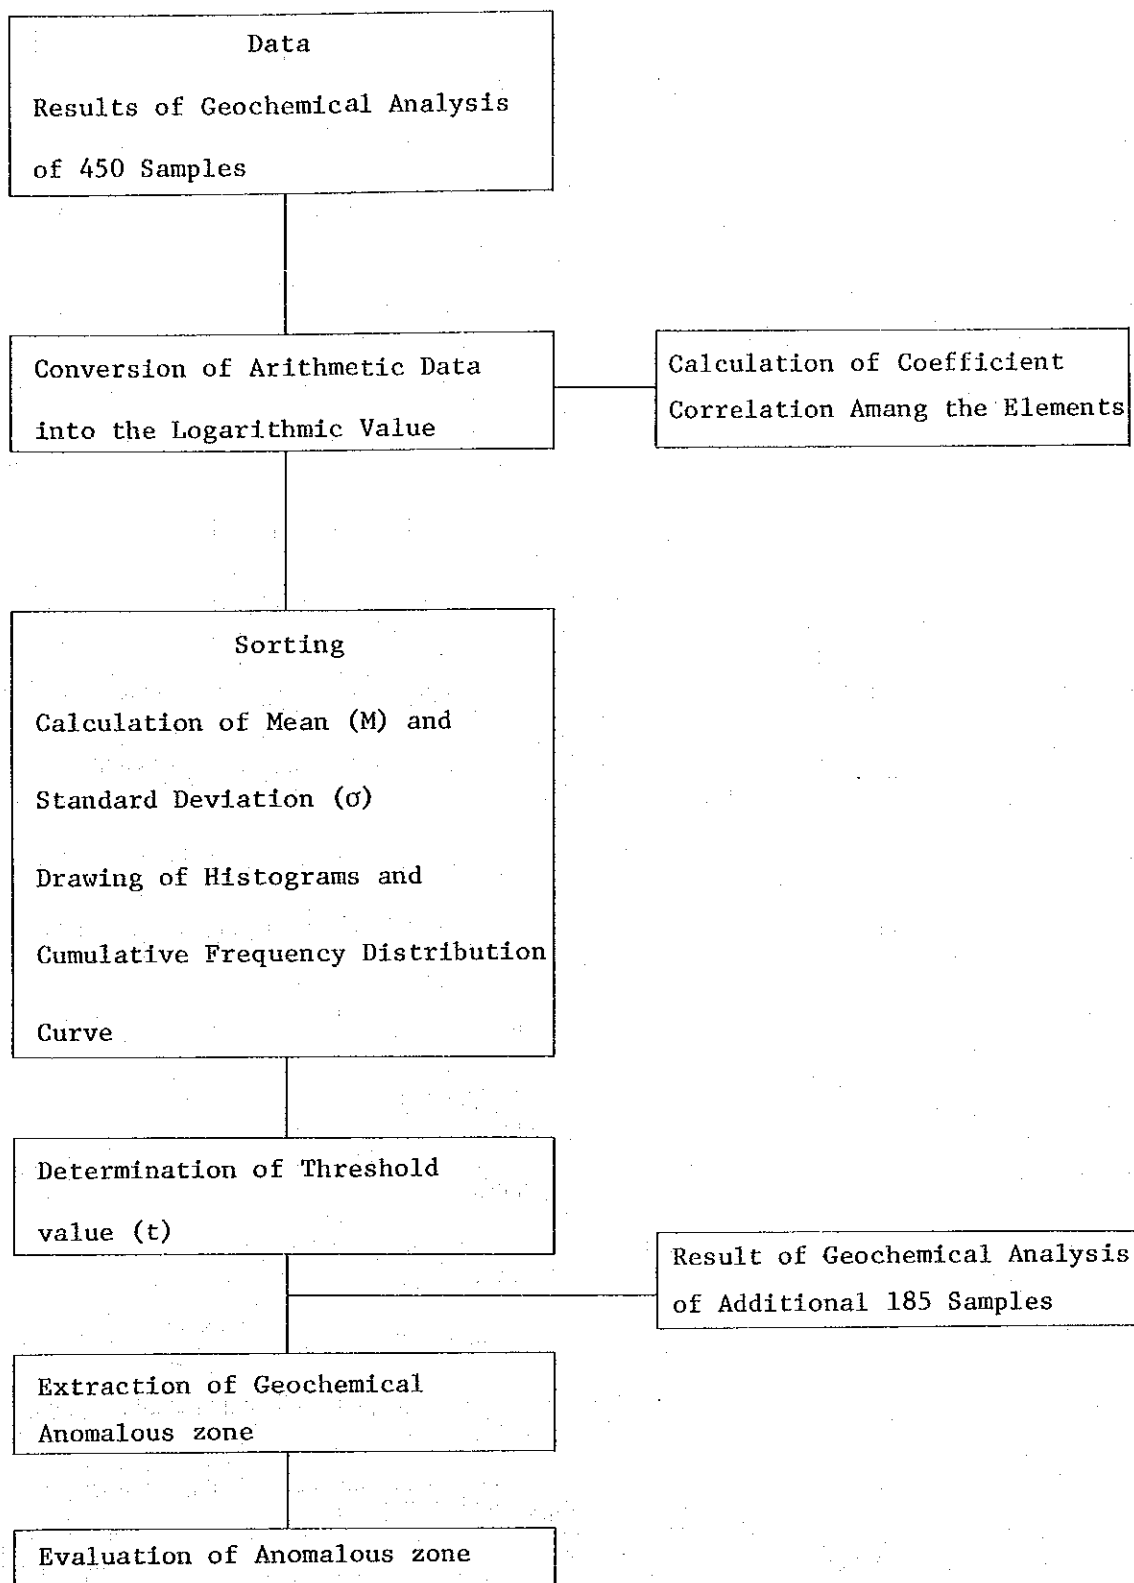 Data
Results of Geochemical Analysis
of 450 Samples
Conversion of Arithmetic Data
into the Logarithmic Value
Calculation of Coefficient
Correlation Amang the Elements
Sorting
Calculation of Mean (M) and
Standard Deviation (σ)
Drawing of Histograms and
Cumulative Frequency Distribution
Curve
Determination of Threshold
value (t)
Result of Geochemical Analysis
of Additional 185 Samples
Extraction of Geochemical
Anomalous zone
Evaluation of Anomalous zone